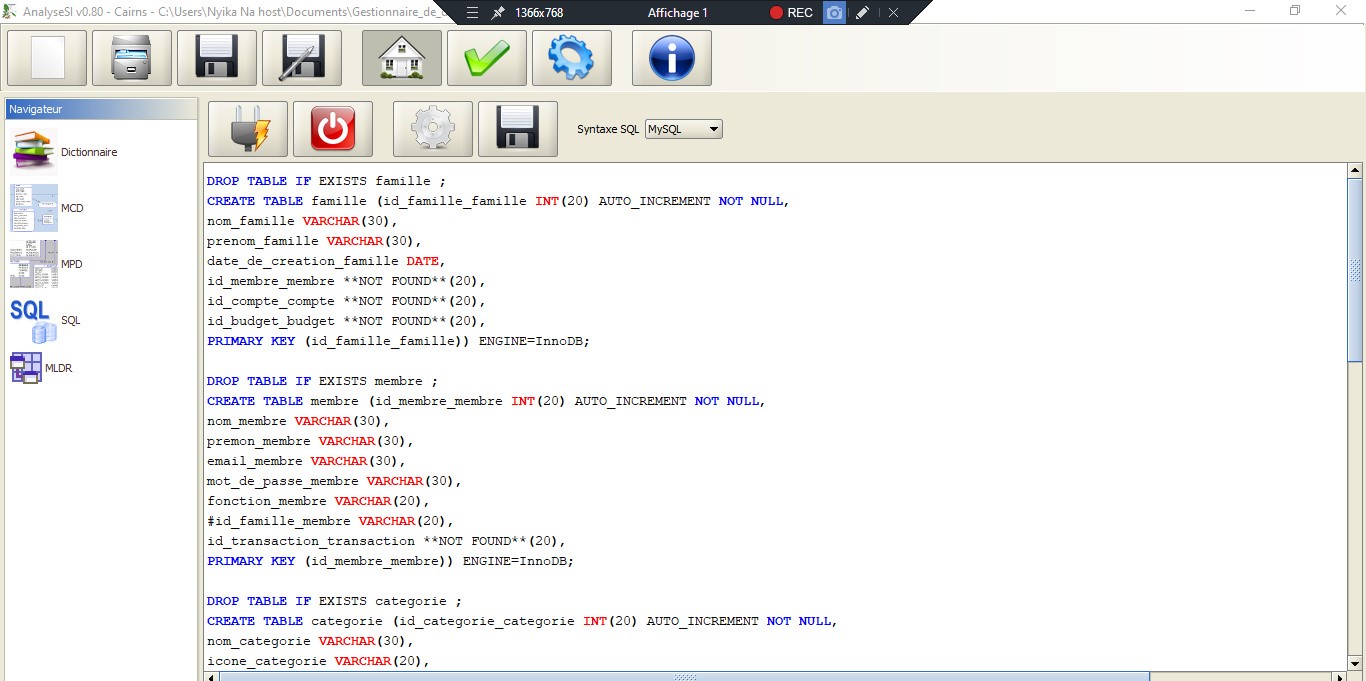 AnalyseSI v0.80 - Cairns - C:\Users\Nyika Na host\Documents\Gestionnaire_de_
1366x768
Affichage 1
REC
Navigateur
Dictionnaire
MCD
MPD
SQL
SQL
MLDR
Syntaxe SQL MySQL
DROP TABLE IF EXISTS famille ;
CREATE TABLE famille (id_famille_famille INT(20) AUTO_INCREMENT NOT NULL,
nom_famille VARCHAR(30),
prenom_famille VARCHAR(30),
date_de_creation_famille DATE,
id_membre_membre **NOT FOUND**(20),
id_compte_compte **NOT FOUND**(20),
id_budget_budget **NOT FOUND**(20),
PRIMARY KEY (id_famille_famille)) ENGINE=InnoDB;
DROP TABLE IF EXISTS membre ;
CREATE TABLE membre (id_membre_membre INT(20) AUTO_INCREMENT NOT NULL,
nom_membre VARCHAR(30),
premon_membre VARCHAR(30),
email_membre VARCHAR(30),
mot_de_passe_membre VARCHAR(30),
fonction_membre VARCHAR(20),
#id_famille_membre VARCHAR(20),
id_transaction_transaction **NOT FOUND**(20),
PRIMARY KEY (id_membre_membre)) ENGINE=InnoDB;
DROP TABLE IF EXISTS categorie ;
CREATE TABLE categorie (id_categorie_categorie INT(20) AUTO_INCREMENT NOT NULL,
nom_categorie VARCHAR(30),
icone_categorie VARCHAR(20),